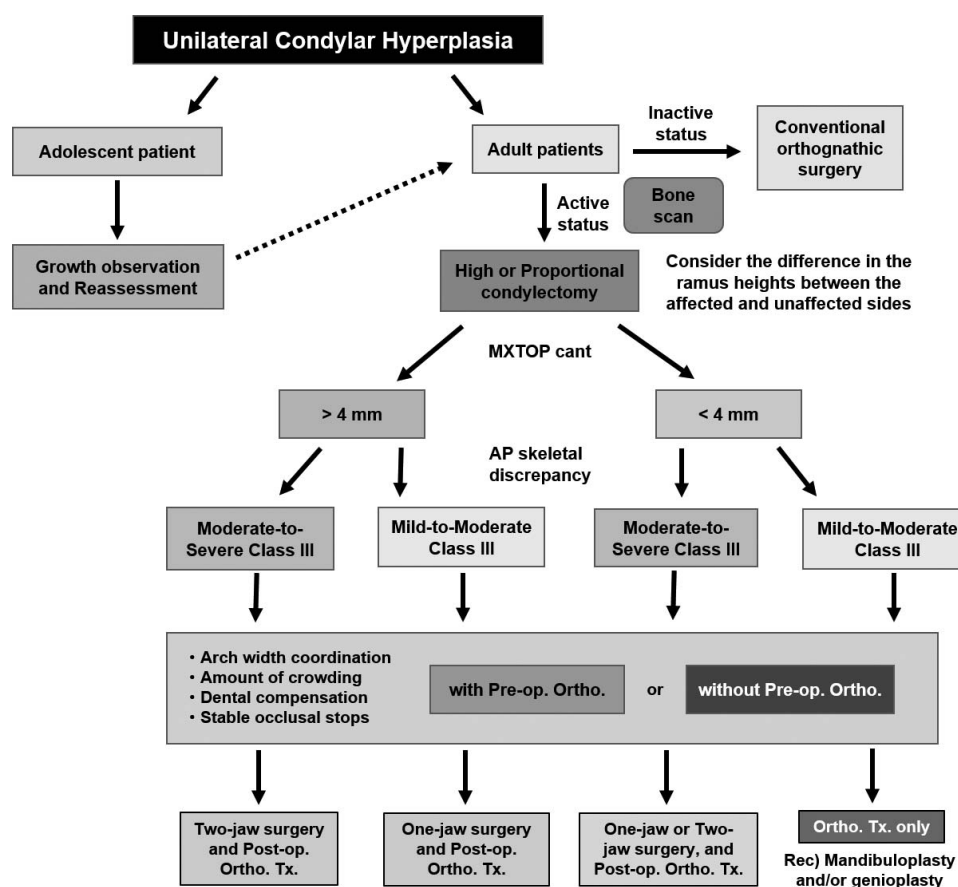 Unilateral Condylar Hyperplasia
Adolescent patient
Adult patients
Inactive
status
Conventional
orthognathic
surgery
Active
status
Bone
scan
Growth observation
and Reassessment
High or Proportional
condylectomy
Consider the difference in the
ramus heights between the
affected and unaffected sides
MXTOP cant
> 4 mm
< 4 mm
AP skeletal
discrepancy
Moderate-to-
Severe Class III
Mild-to-Moderate
Class III
Moderate-to-
Severe Class III
Mild-to-Moderate
Class III
• Arch width coordination
• Amount of crowding
• Dental compensation
• Stable occlusal stops
with Pre-op. Ortho.
or
without Pre-op. Ortho.
Two-jaw surgery
and Post-op.
Ortho. Tx.
One-jaw surgery
and Post-op.
Ortho. Tx.
One-jaw or Two-
jaw surgery, and
Post-op. Ortho. Tx.
Ortho. Tx. only
Rec) Mandibuloplasty
and/or genioplasty